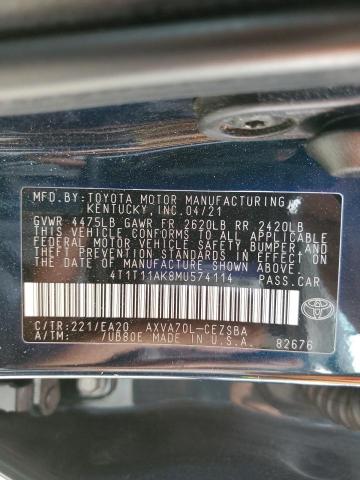 MFD.BY:TOYOTA MOTOR MANUFACTURING,
KENTUCKY, INC.04/21
GVWR 4475LB GAWR FR 2620LB RR 2420LB
THIS VEHICLE CONFORMS TO ALL APPLICABLE
FEDERAL MOTOR VEHICLE SAFETY, BUMPER AND
THEFT PREVENTION STANDARDS IN EFFECT ON
THE DATE OF MANUFACTURE SHOWN ABOVE.
4T1T11AK8MU574114 PASS.CAR
C/TR:221/EA20 AXVA70L-CEZSBA
A/TM: /UB80E MADE IN U.S.A. 82676